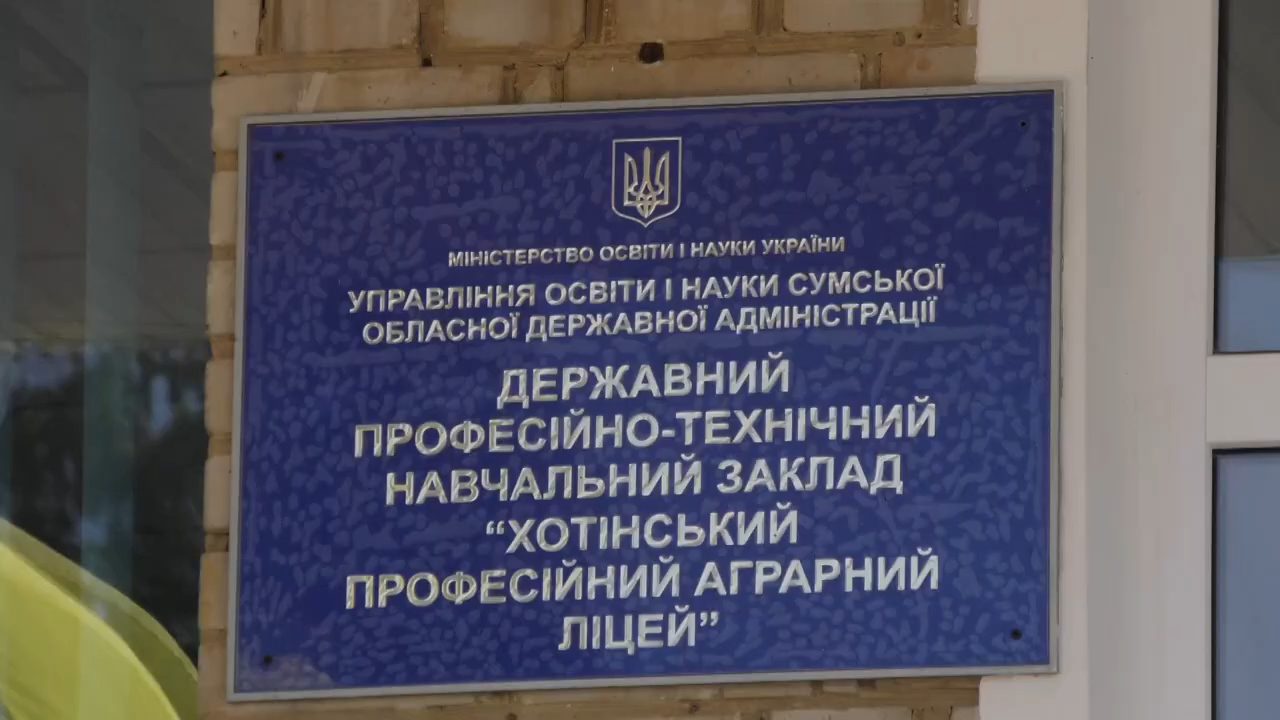 МІНІСТЕРСТВО ОСВІТИ І НАУКИ УКРАЇНИ
УПРАВЛІННЯ ОСВІТИ І НАУКИ СУМСЬКОЇ
ОБЛАСНОЇ ДЕРЖАВНОЇ АДМІНІСТРАЦІЇ
ДЕРЖАВНИЙ
ПРОФЕСІЙНО-ТЕХНІЧНИЙ
НАВЧАЛЬНИЙ ЗАКЛАД
“ХОТІНСЬКИЙ
ПРОФЕСІЙНИЙ АГРАРНИЙ
ЛІЦЕЙ”